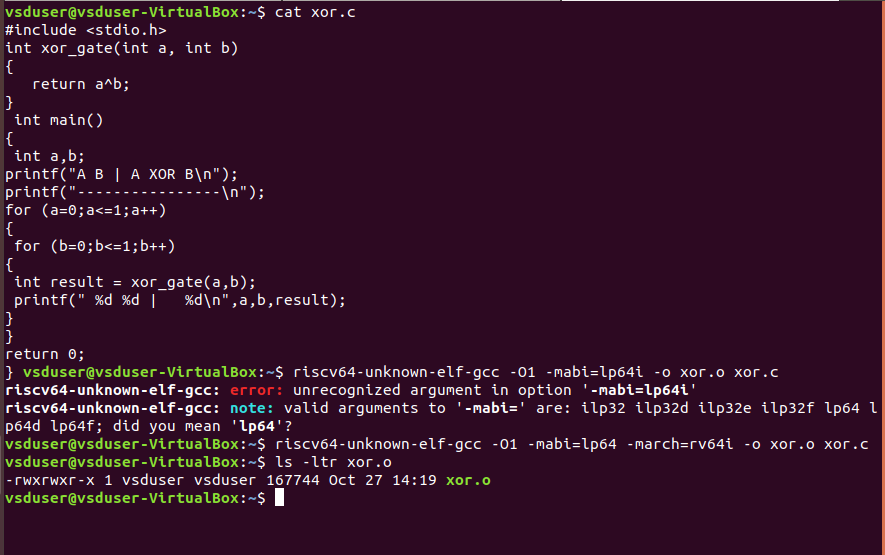 vsduser@vsduser-VirtualBox:~$ cat xor.c
#include <stdio.h>
int xor_gate(int a, int b)
{
   return a^b;
}
 int main()
{
 int a,b;
printf("A B | A XOR B\n");
printf("----------------\n");
for (a=0;a<=1;a++)
{
 for (b=0;b<=1;b++)
{
 int result = xor_gate(a,b);
 printf(" %d %d |   %d\n",a,b,result);
}
}
return 0;
} vsduser@vsduser-VirtualBox:~$ riscv64-unknown-elf-gcc -O1 -mabi=lp64i -o xor.o xor.c
riscv64-unknown-elf-gcc: error: unrecognized argument in option '-mabi=lp64i'
riscv64-unknown-elf-gcc: note: valid arguments to '-mabi=' are: ilp32 ilp32d ilp32e ilp32f lp64 l
p64d lp64f; did you mean 'lp64'?
vsduser@vsduser-VirtualBox:~$ riscv64-unknown-elf-gcc -O1 -mabi=lp64 -march=rv64i -o xor.o xor.c
vsduser@vsduser-VirtualBox:~$ ls -ltr xor.o
-rwxrwxr-x 1 vsduser vsduser 167744 Oct 27 14:19 xor.o
vsduser@vsduser-VirtualBox:~$